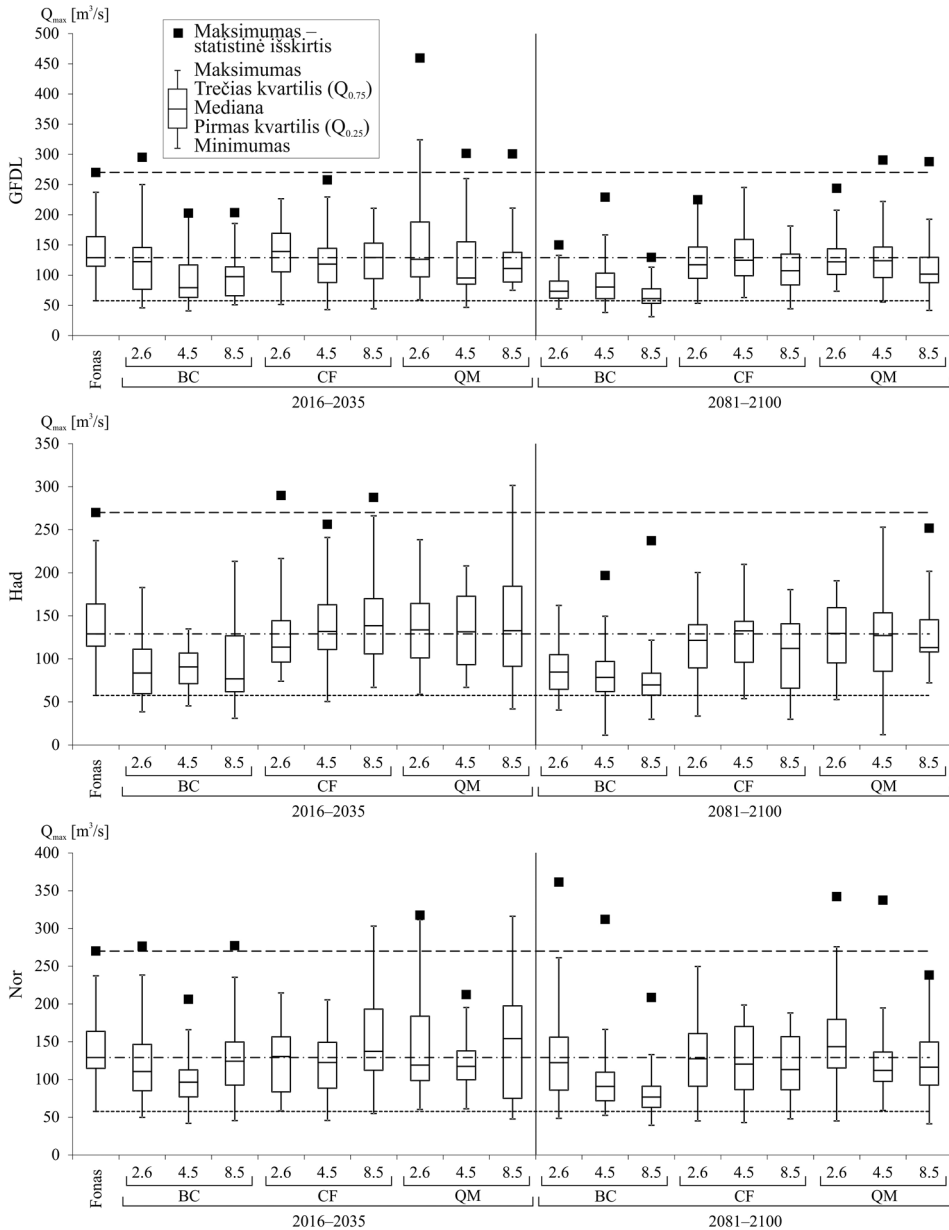 Qmax [m³/s]
500
450
400
350
300
250
200
150
100
50
0
GFDL
Maksimumas –
statistinė išskirtis
Maksimumas
Trečias kvartilis (Q0.75)
Mediana
Pirmas kvartilis (Q0.25)
Minimumas
Fonas 2.6 4.5 8.5 2.6 4.5 8.5 2.6 4.5 8.5 2.6 4.5 8.5 2.6 4.5 8.5 2.6 4.5 8.5
BC CF QM BC CF QM
2016–2035 2081–2100
Qmax [m³/s]
350
300
250
200
150
100
50
0
Had
Fonas 2.6 4.5 8.5 2.6 4.5 8.5 2.6 4.5 8.5 2.6 4.5 8.5 2.6 4.5 8.5 2.6 4.5 8.5
BC CF QM BC CF QM
2016–2035 2081–2100
Qmax [m³/s]
400
350
300
250
200
150
100
50
0
Nor
Fonas 2.6 4.5 8.5 2.6 4.5 8.5 2.6 4.5 8.5 2.6 4.5 8.5 2.6 4.5 8.5 2.6 4.5 8.5
BC CF QM BC CF QM
2016–2035 2081–2100